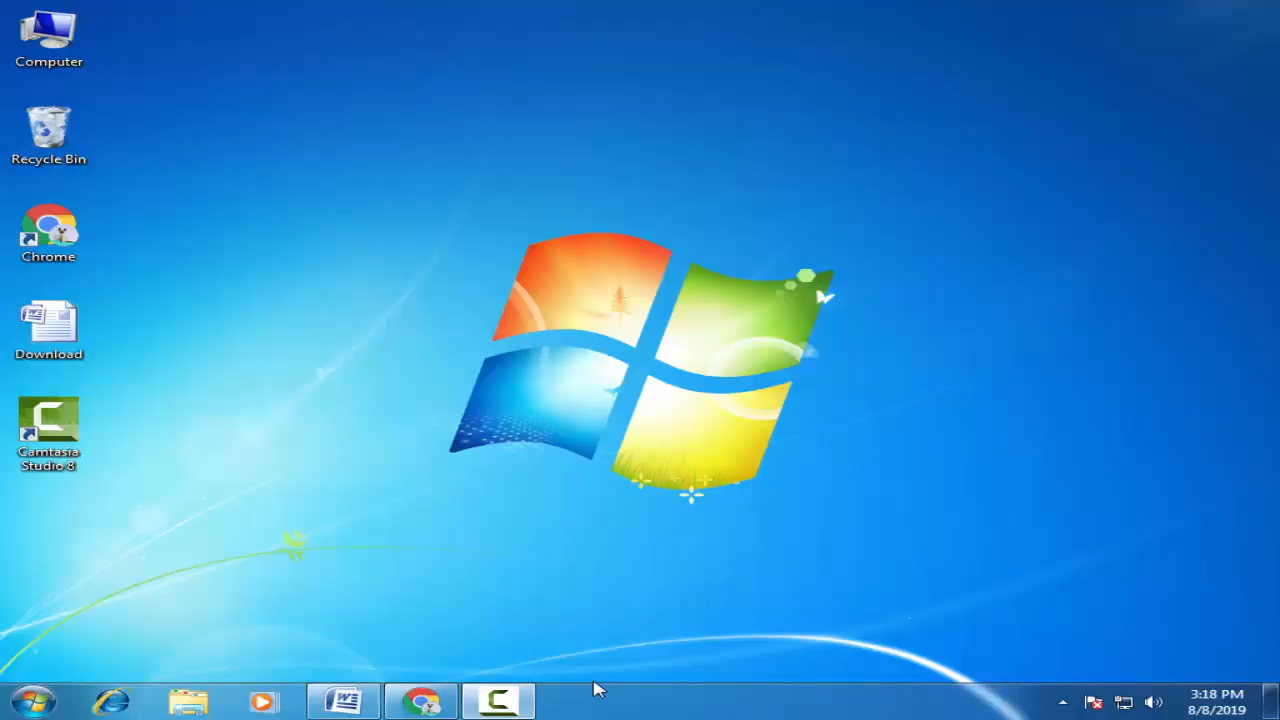 Computer
Recycle Bin
Chrome
Download
Camtasia
Studio 8
3:18 PM
8/8/2019